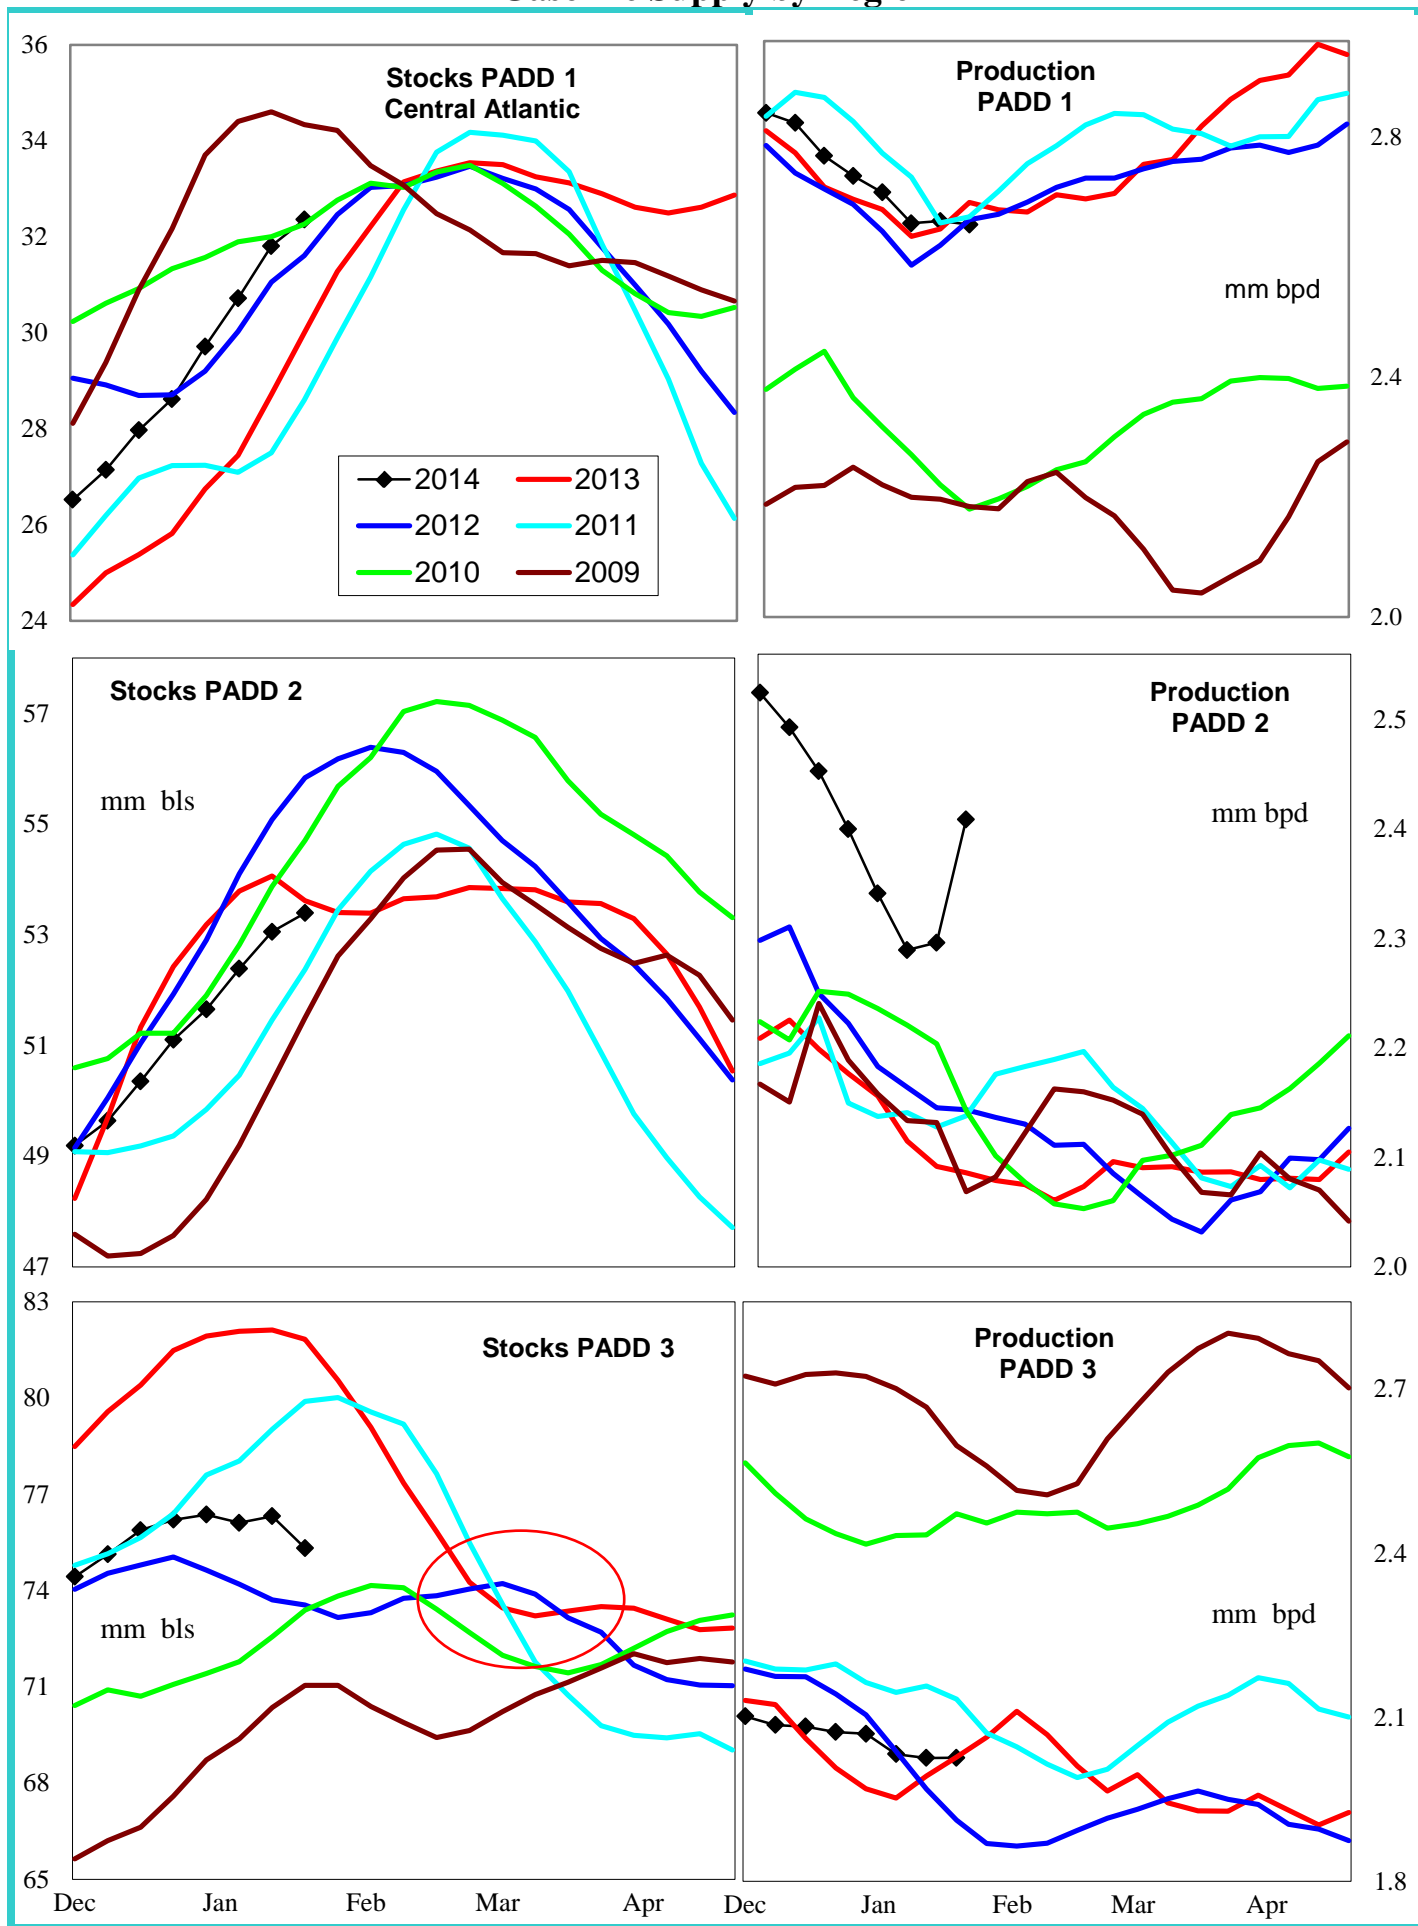 Stocks PADD 1
Central Atlantic
36
34
32
30
28
26
24
2014
2013
2012
2011
2010
2009
Production
PADD 1
mm bpd
2.8
2.4
2.0
Stocks PADD 2
mm bls
57
55
53
51
49
47
Production
PADD 2
mm bpd
2.5
2.4
2.3
2.2
2.1
2.0
Stocks PADD 3
mm bls
83
80
77
74
71
68
65
Dec Jan Feb Mar Apr
Production
PADD 3
mm bpd
2.7
2.4
2.1
1.8
Dec Jan Feb Mar Apr